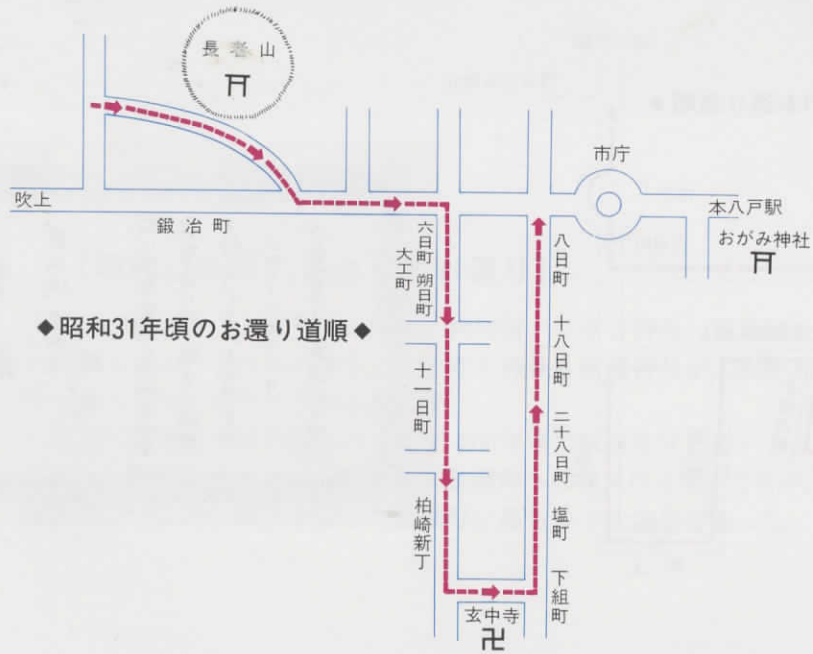 長者山
市庁
吹上
本八戸駅
鍛冶町
おがみ神社
六日町 朔日町
大工町
八日町
◆昭和31年頃のお還り道順◆
十八日町
十一日町
二十八日町
柏崎新丁
塩町
下組町
玄中寺